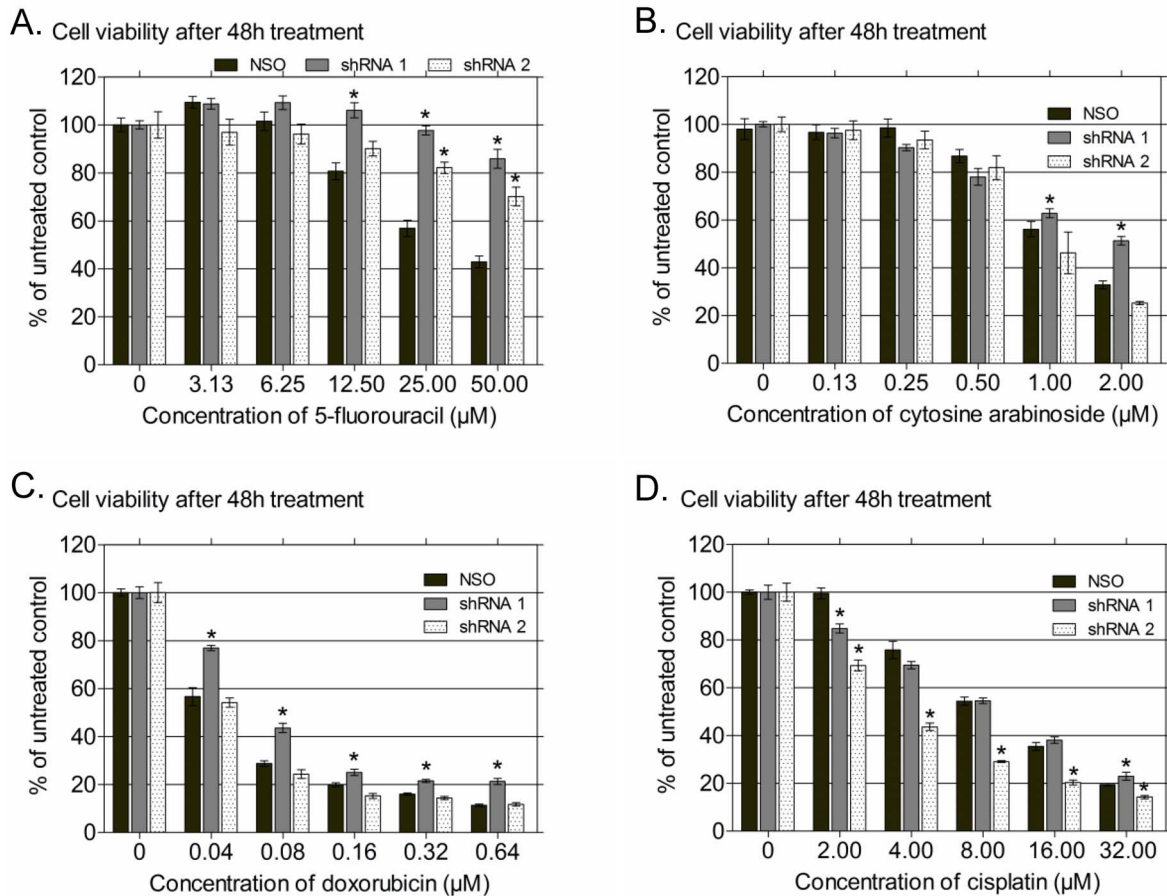 A. Cell viability after 48h treatment
NSO shRNA 1 shRNA 2
120
100
80
60
40
20
0
% of untreated control
* * * * *
0 3.13 6.25 12.50 25.00 50.00
Concentration of 5-fluorouracil (µM)
B. Cell viability after 48h treatment
NSO
shRNA 1
shRNA 2
120
100
80
60
40
20
0
% of untreated control
* *
0 0.13 0.25 0.50 1.00 2.00
Concentration of cytosine arabinoside (µM)
C. Cell viability after 48h treatment
NSO
shRNA 1
shRNA 2
120
100
80
60
40
20
0
% of untreated control
* * * * *
0 0.04 0.08 0.16 0.32 0.64
Concentration of doxorubicin (µM)
D. Cell viability after 48h treatment
NSO
shRNA 1
shRNA 2
120
100
80
60
40
20
0
% of untreated control
* * * * * * *
0 2.00 4.00 8.00 16.00 32.00
Concentration of cisplatin (µM)